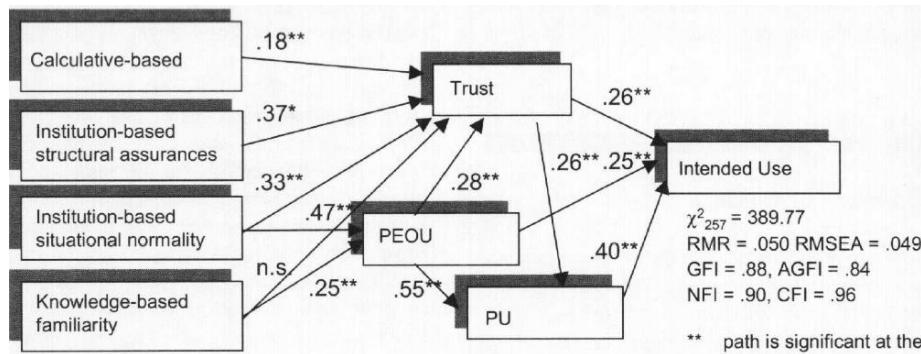 Calculative-based
.18**
Trust
Institution-based
structural assurances
.37*
.26**
Intended Use
.33**
.28**
.26**
.25**
Institution-based
situational normality
.47**
PEOU
χ²257 = 389.77
RMR = .050 RMSEA = .049
GFI = .88, AGFI = .84
NFI = .90, CFI = .96
n.s.
.25**
.55**
.40**
Knowledge-based
familiarity
PU
** path is significant at the